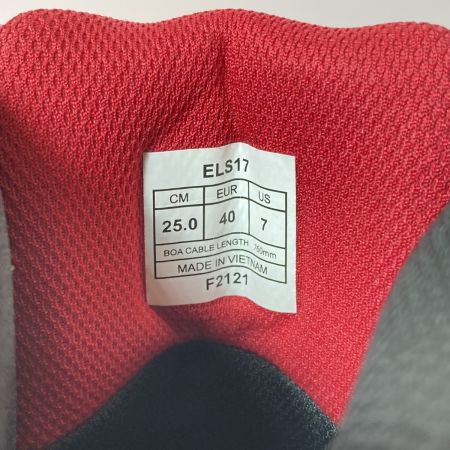 ELS17
CM EUR US
25.0 40 7
BOA CABLE LENGTH 750mm
MADE IN VIETNAM
F2121